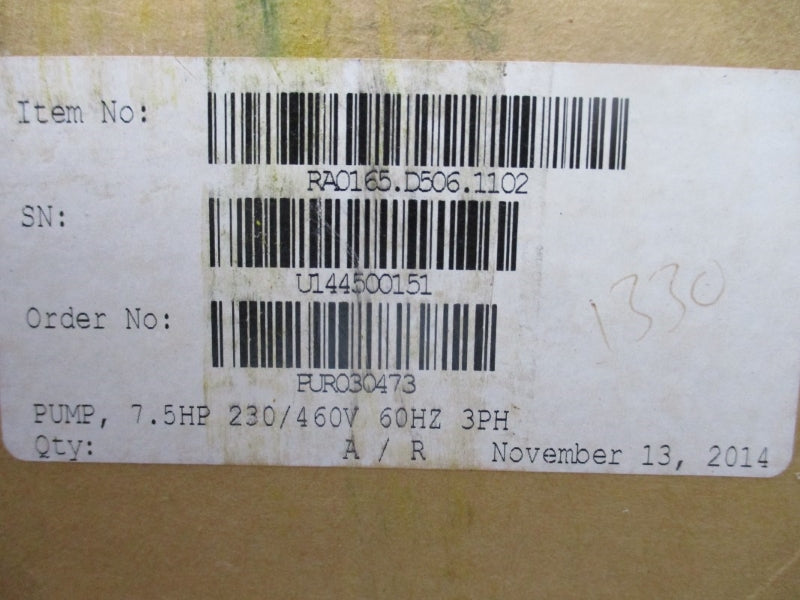 Item No:
RA0165.D506.1102
SN:
U144500151
Order No:
PUR030473
1330
PUMP, 7.5HP 230/460V 60HZ 3PH
Qty: A / R November 13, 2014